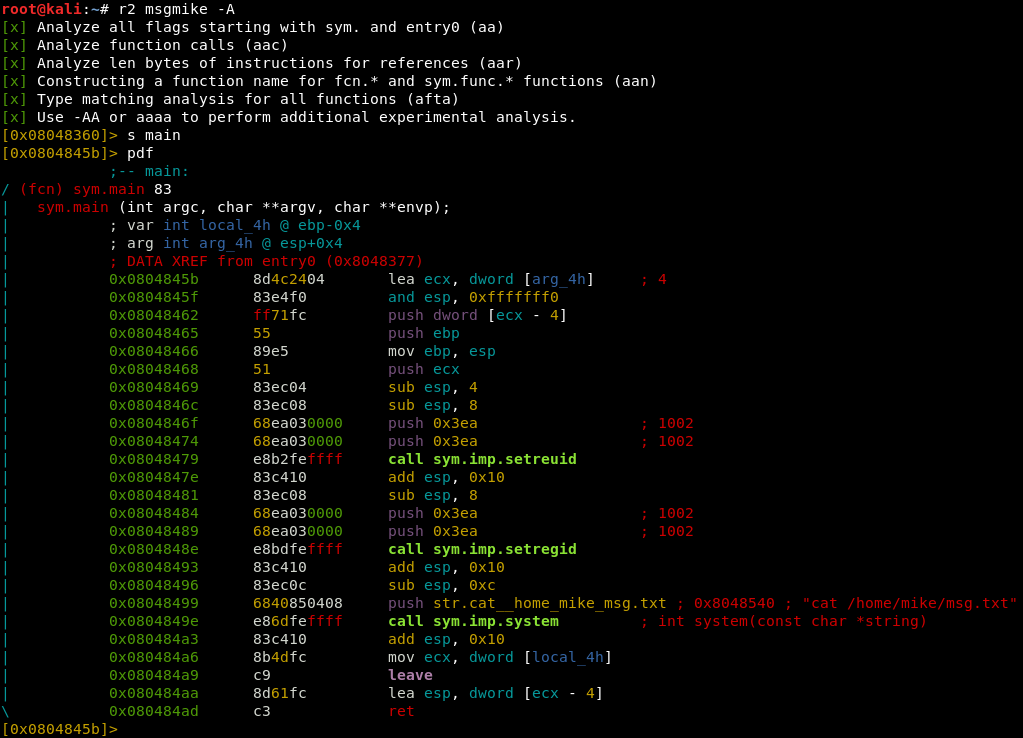 root@kali:~# r2 msgmike -A
[x] Analyze all flags starting with sym. and entry0 (aa)
[x] Analyze function calls (aac)
[x] Analyze len bytes of instructions for references (aar)
[x] Constructing a function name for fcn.* and sym.func.* functions (aan)
[x] Type matching analysis for all functions (afta)
[x] Use -AA or aaaa to perform additional experimental analysis.
[0x08048360]> s main
[0x0804845b]> pdf
            ;-- main:
/ (fcn) sym.main 83
|   sym.main (int argc, char **argv, char **envp);
|           ; var int local_4h @ ebp-0x4
|           ; arg int arg_4h @ esp+0x4
|           ; DATA XREF from entry0 (0x8048377)
|           0x0804845b      8d4c2404       lea ecx, dword [arg_4h]     ; 4
|           0x0804845f      83e4f0         and esp, 0xfffffff0
|           0x08048462      ff71fc         push dword [ecx - 4]
|           0x08048465      55             push ebp
|           0x08048466      89e5           mov ebp, esp
|           0x08048468      51             push ecx
|           0x08048469      83ec04         sub esp, 4
|           0x0804846c      83ec08         sub esp, 8
|           0x0804846f      68ea030000     push 0x3ea                  ; 1002
|           0x08048474      68ea030000     push 0x3ea                  ; 1002
|           0x08048479      e8b2feffff     call sym.imp.setreuid
|           0x0804847e      83c410         add esp, 0x10
|           0x08048481      83ec08         sub esp, 8
|           0x08048484      68ea030000     push 0x3ea                  ; 1002
|           0x08048489      68ea030000     push 0x3ea                  ; 1002
|           0x0804848e      e8bdfeffff     call sym.imp.setregid
|           0x08048493      83c410         add esp, 0x10
|           0x08048496      83ec0c         sub esp, 0xc
|           0x08048499      6840850408     push str.cat__home_mike_msg.txt ; 0x8048540 ; "cat /home/mike/msg.txt"
|           0x0804849e      e86dfeffff     call sym.imp.system         ; int system(const char *string)
|           0x080484a3      83c410         add esp, 0x10
|           0x080484a6      8b4dfc         mov ecx, dword [local_4h]
|           0x080484a9      c9             leave
|           0x080484aa      8d61fc         lea esp, dword [ecx - 4]
\           0x080484ad      c3             ret
[0x0804845b]>